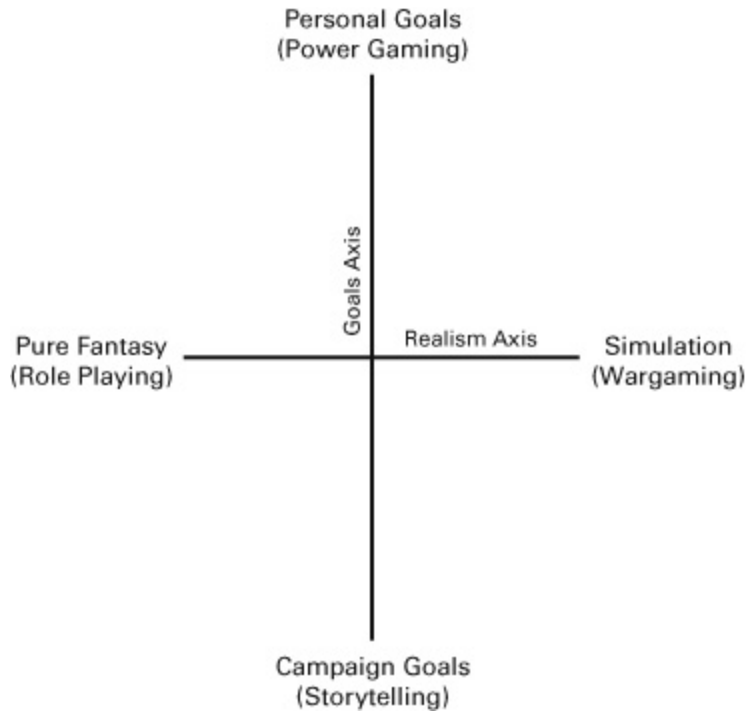 Personal Goals
(Power Gaming)
Goals Axis
Realism Axis
Pure Fantasy
(Role Playing)
Simulation
(Wargaming)
Campaign Goals
(Storytelling)